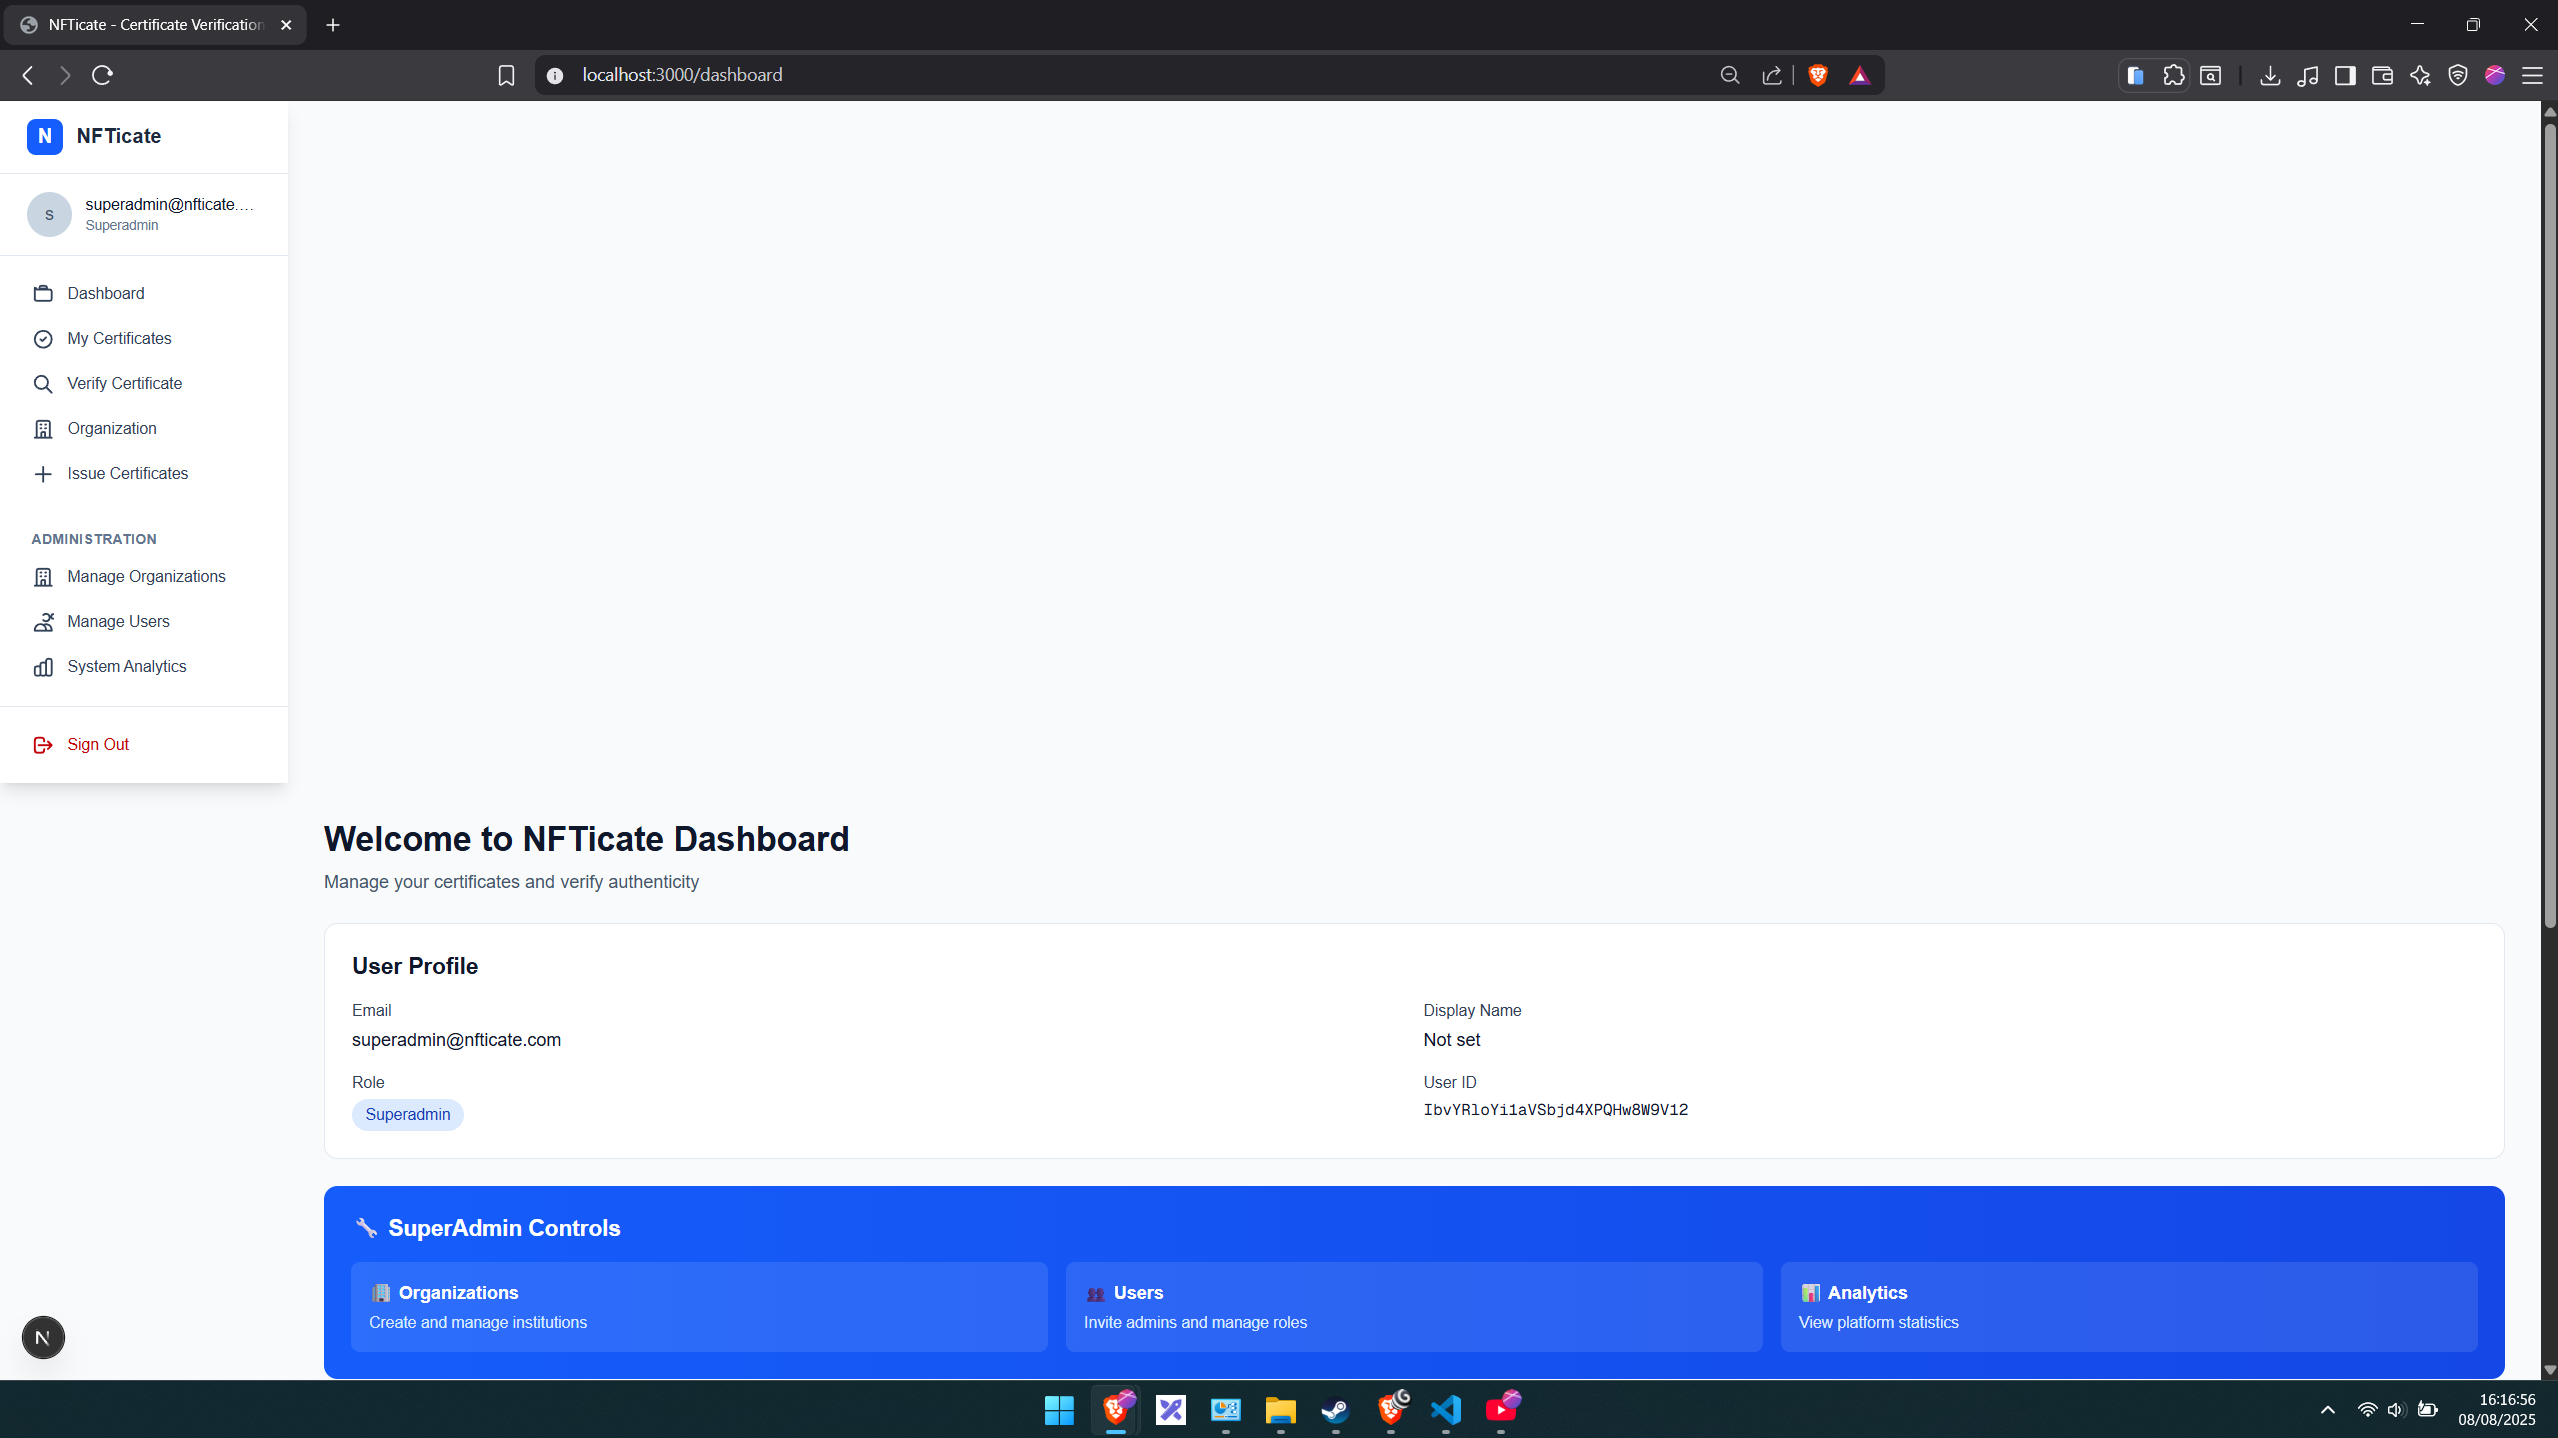 NFTicate - Certificate Verification
localhost:3000/dashboard
N NFTicate
S
superadmin@nfticate....
Superadmin
Dashboard
My Certificates
Verify Certificate
Organization
Issue Certificates
ADMINISTRATION
Manage Organizations
Manage Users
System Analytics
Sign Out
Welcome to NFTicate Dashboard
Manage your certificates and verify authenticity
User Profile
Email
superadmin@nfticate.com
Display Name
Not set
Role
Superadmin
User ID
IbvYRloYi1aVSbjd4XPQHw8W9V12
SuperAdmin Controls
Organizations
Create and manage institutions
Users
Invite admins and manage roles
Analytics
View platform statistics
N
16:16:56
08/08/2025